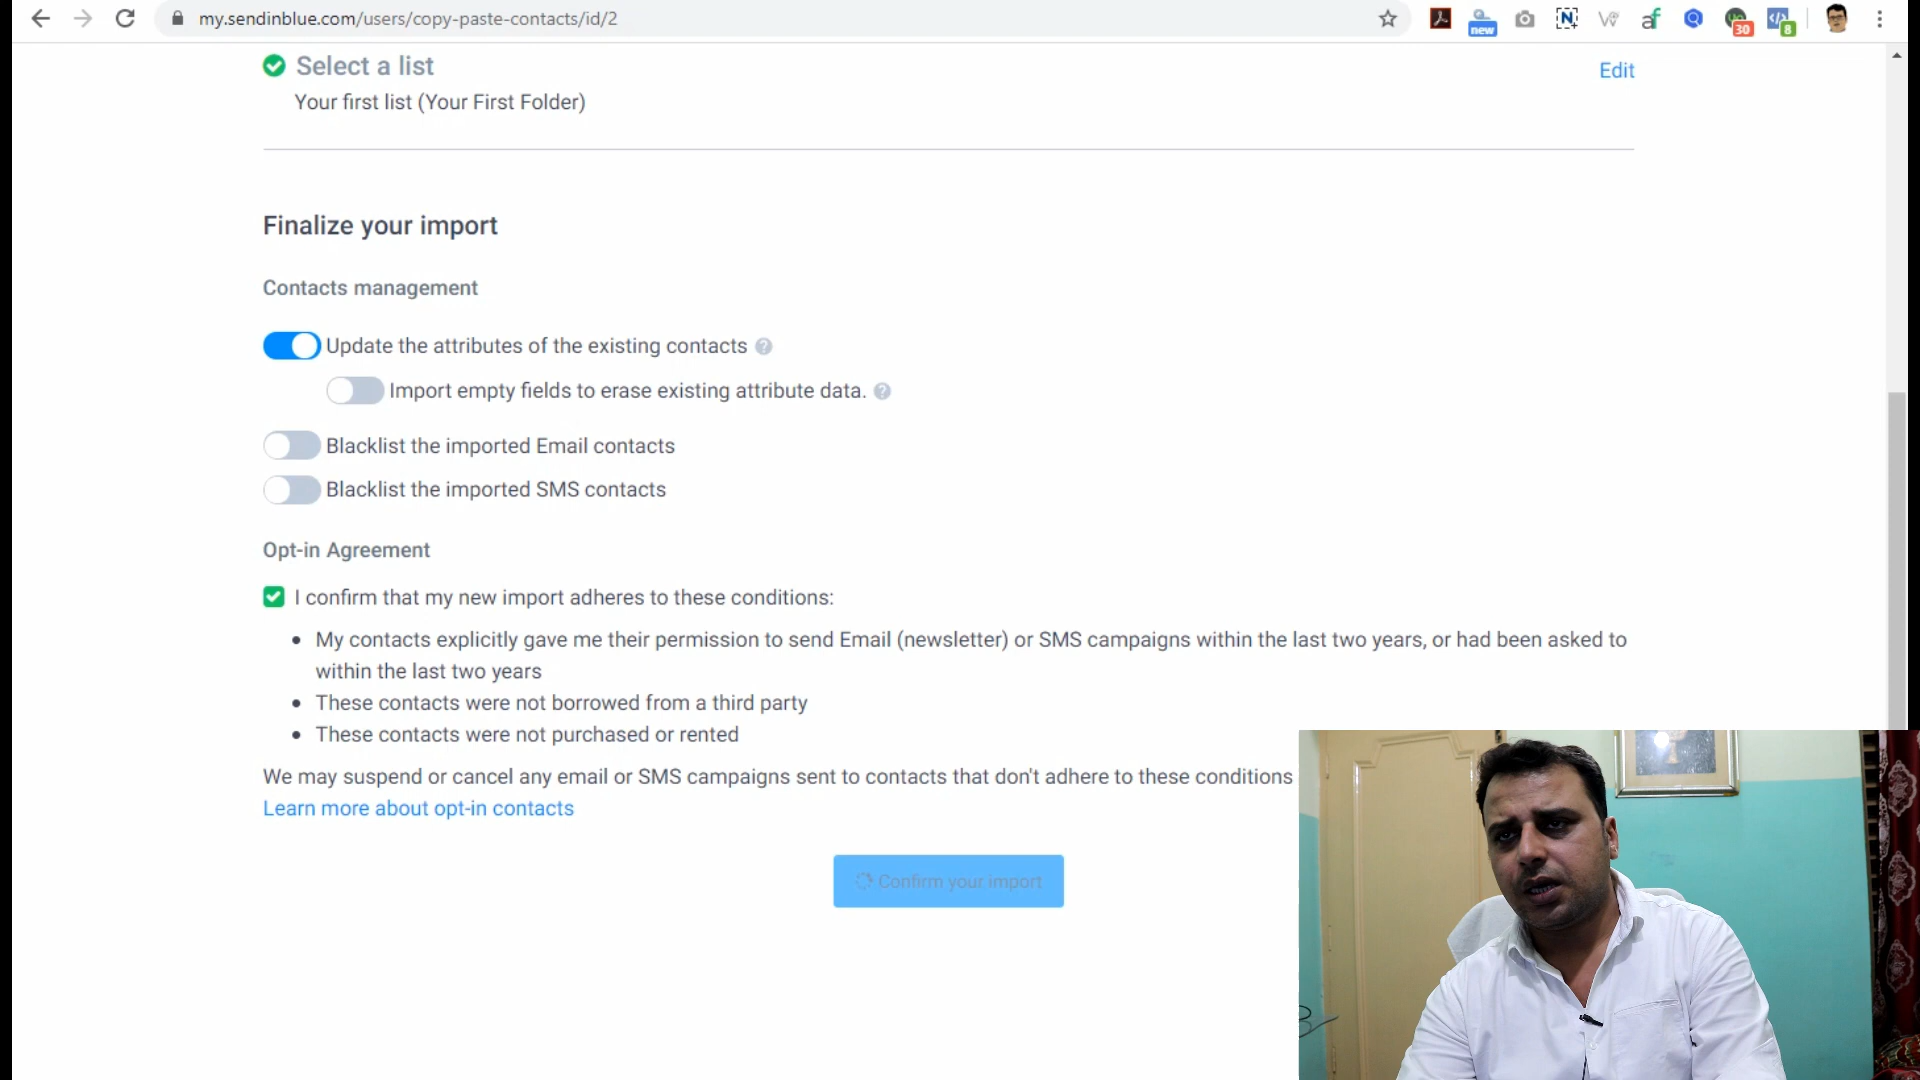 my.sendinblue.com/users/copy-paste-contacts/id/2
new
30
8
Select a list
Edit
Your first list (Your First Folder)
Finalize your import
Contacts management
Update the attributes of the existing contacts ?
Import empty fields to erase existing attribute data. ?
Blacklist the imported Email contacts
Blacklist the imported SMS contacts
Opt-in Agreement
I confirm that my new import adheres to these conditions:
• My contacts explicitly gave me their permission to send Email (newsletter) or SMS campaigns within the last two years, or had been asked to
within the last two years
• These contacts were not borrowed from a third party
• These contacts were not purchased or rented
We may suspend or cancel any email or SMS campaigns sent to contacts that don't adhere to these conditions
Learn more about opt-in contacts
Confirm your import